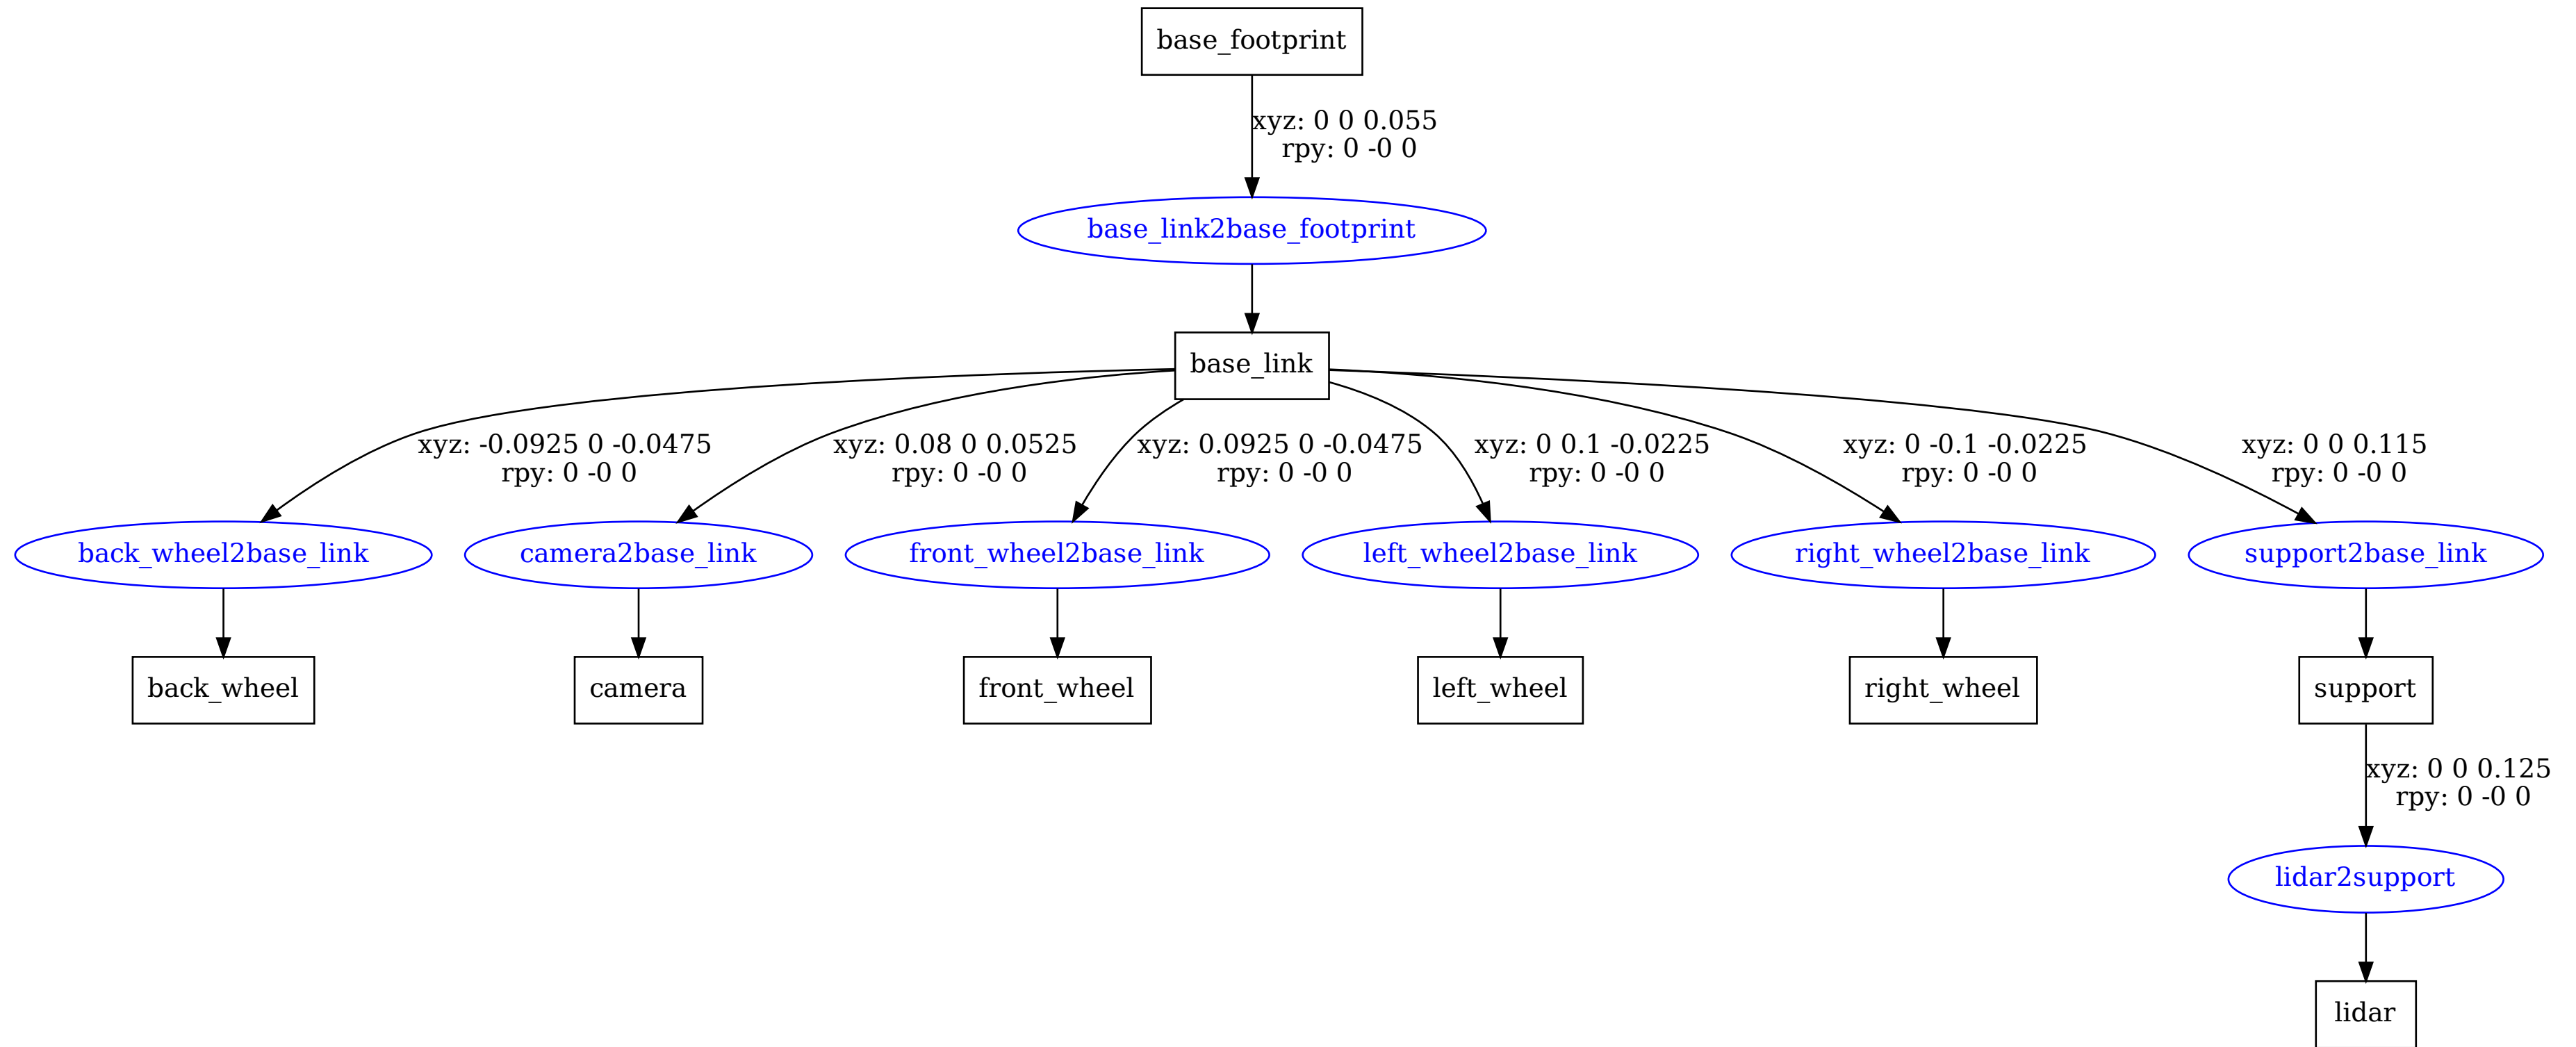 base_footprint
xyz: 0 0 0.055
rpy: 0 -0 0
base_link2base_footprint
base_link
xyz: -0.0925 0 -0.0475
rpy: 0 -0 0
xyz: 0.08 0 0.0525
rpy: 0 -0 0
xyz: 0.0925 0 -0.0475
rpy: 0 -0 0
xyz: 0 0.1 -0.0225
rpy: 0 -0 0
xyz: 0 -0.1 -0.0225
rpy: 0 -0 0
xyz: 0 0 0.115
rpy: 0 -0 0
back_wheel2base_link
camera2base_link
front_wheel2base_link
left_wheel2base_link
right_wheel2base_link
support2base_link
back_wheel
camera
front_wheel
left_wheel
right_wheel
support
xyz: 0 0 0.125
rpy: 0 -0 0
lidar2support
lidar